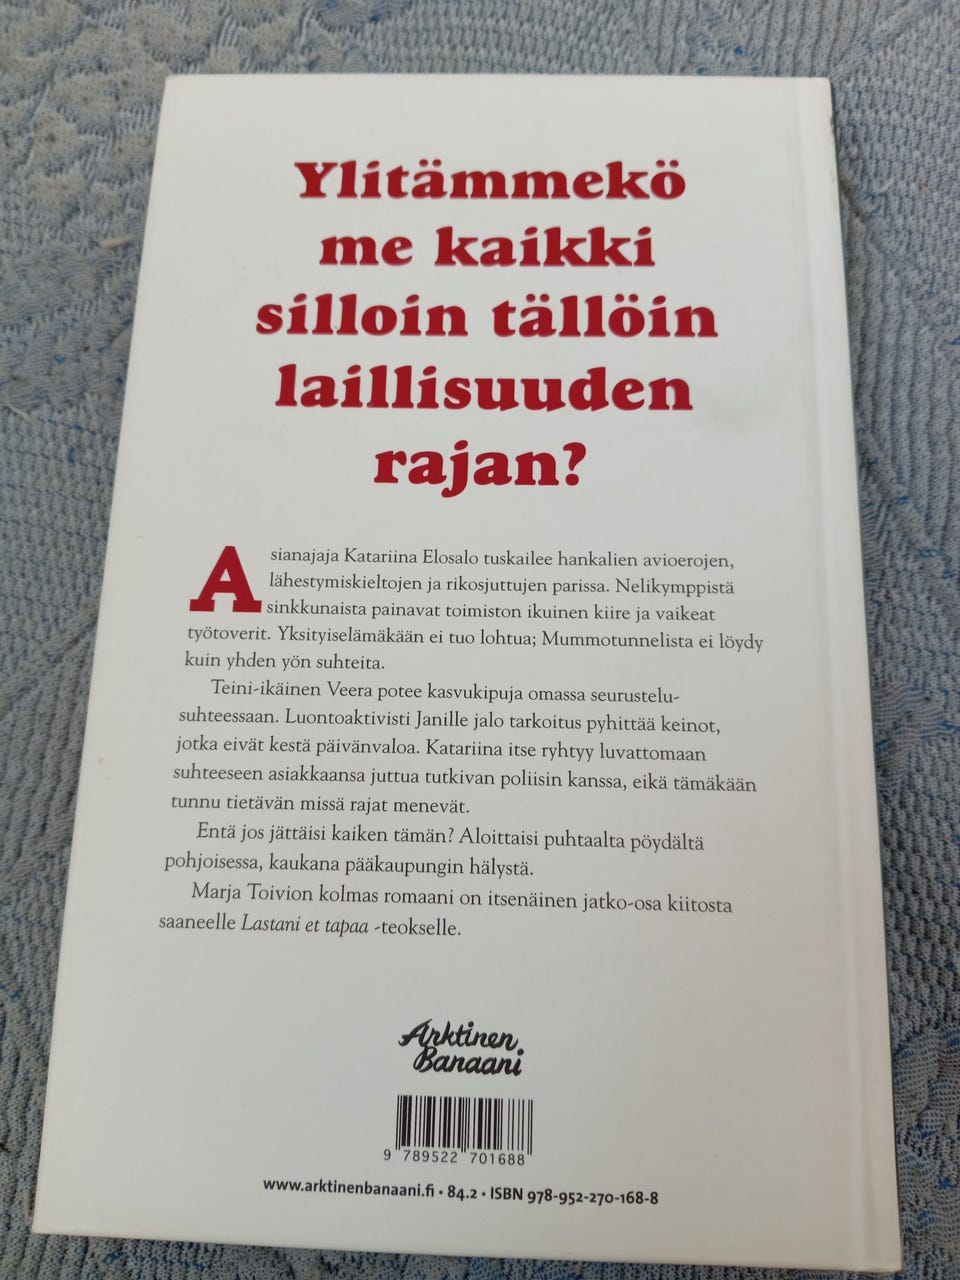 Ylitämmekö
me kaikki
silloin tällöin
laillisuuden
rajan?
Asianajaja Katariina Elosalo tuskailee hankalien avioerojen,
lähestymiskieltojen ja rikosjuttujen parissa. Nelikymppistä
sinkkunaista painavat toimiston ikuinen kiire ja vaikeat
työtoverit. Yksityiselämäkään ei tuo lohtua; Mummotunnelista ei löydy
kuin yhden yön suhteita.
Teini-ikäinen Veera potee kasvukipuja omassa seurustelu-
suhteessaan. Luontoaktivisti Janille jalo tarkoitus pyhittää keinot,
jotka eivät kestä päivänvaloa. Katariina itse ryhtyy luvattomaan
suhteeseen asiakkaansa juttua tutkivan poliisin kanssa, eikä tämäkään
tunnu tietävän missä rajat menevät.
Entä jos jättäisi kaiken tämän? Aloittaisi puhtaalta pöydältä
pohjoisessa, kaukana pääkaupungin hälystä.
Marja Toivion kolmas romaani on itsenäinen jatko-osa kiitosta
saaneelle Lastani et tapaa -teokselle.
Arktinen
Banaani
9 789522 701688
www.arktinenbanaani.fi • 84.2 • ISBN 978-952-270-168-8